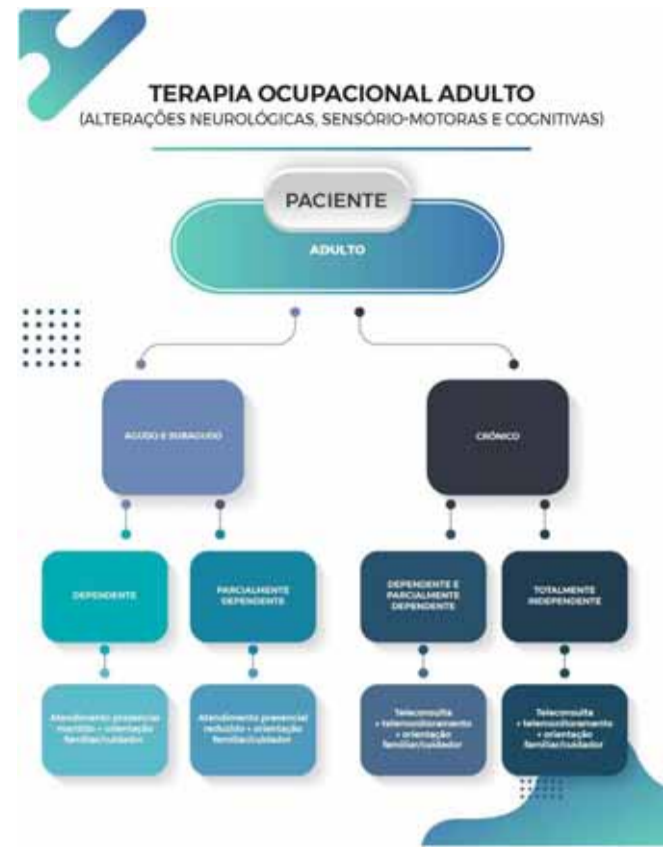 TERAPIA OCUPACIONAL ADULTO
(ALTERAÇÕES NEUROLÓGICAS, SENSÓRIO-MOTORAS E COGNITIVAS)
PACIENTE
ADULTO
AGUDO E SUBAGUDO
CRÔNICO
DEPENDENTE
PARCIALMENTE
DEPENDENTE
DEPENDENTE E
PARCIALMENTE
DEPENDENTE
TOTALMENTE
INDEPENDENTE
Atendimento presencial
mantido + orientação
familiar/cuidador
Atendimento presencial
reduzido + orientação
familiar/cuidador
Teleconsulta
+ telemonitoramento
+ orientação
familiar/cuidador
Teleconsulta
+ telemonitoramento
+ orientação
familiar/cuidador